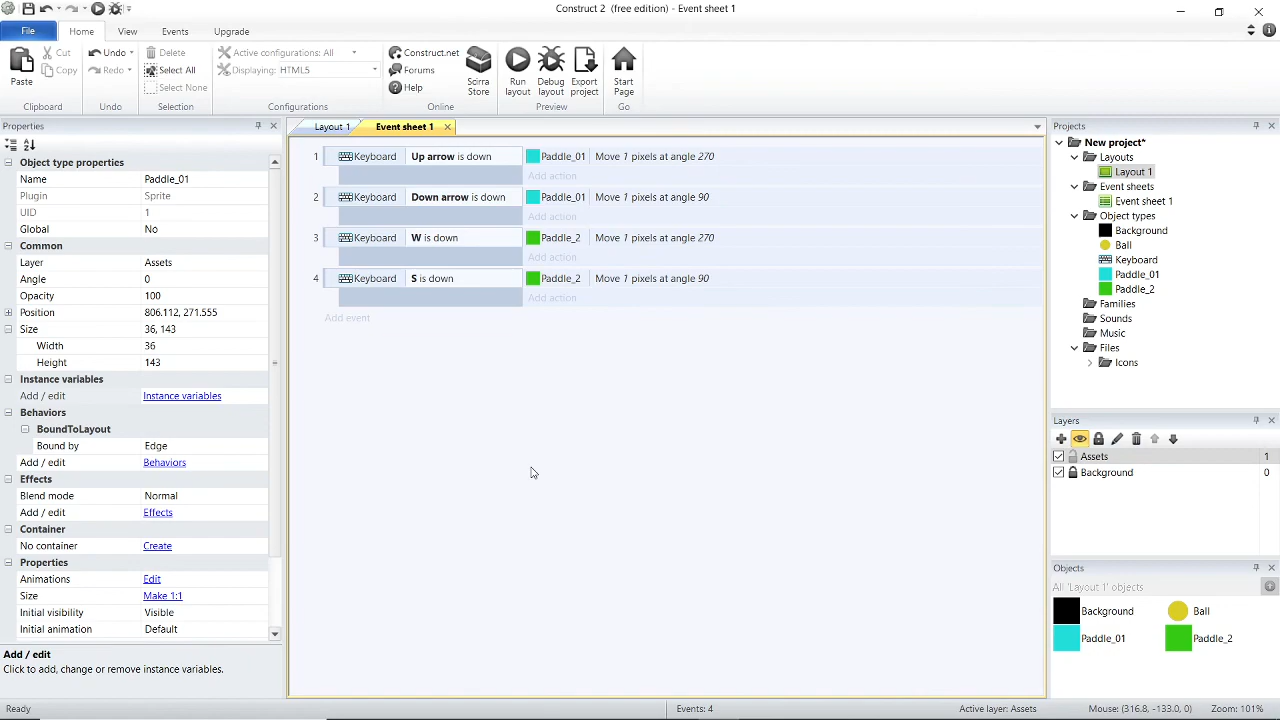 Construct 2  (free edition) - Event sheet 1
File
Home
View
Events
Upgrade
Paste
Cut
Copy
Clipboard
Undo
Redo
Undo
Delete
Select All
Select None
Selection
Active configurations: All
Displaying: HTML5
Configurations
Construct.net
Forums
Help
Scirra Store
Online
Run layout
Debug layout
Export project
Preview
Start Page
Go
Properties
Object type properties
Name Paddle_01
Plugin Sprite
UID 1
Global No
Common
Layer Assets
Angle 0
Opacity 100
Position 806.112, 271.555
Size 36, 143
Width 36
Height 143
Instance variables
Add / edit Instance variables
Behaviors
BoundToLayout
Bound by Edge
Add / edit Behaviors
Effects
Blend mode Normal
Add / edit Effects
Container
No container Create
Properties
Animations Edit
Size Make 1:1
Initial visibility Visible
Initial animation Default
Add / edit
Click to add, change or remove instance variables.
Layout 1
Event sheet 1
1 Keyboard Up arrow is down Paddle_01 Move 1 pixels at angle 270
Add action
2 Keyboard Down arrow is down Paddle_01 Move 1 pixels at angle 90
Add action
3 Keyboard W is down Paddle_2 Move 1 pixels at angle 270
Add action
4 Keyboard S is down Paddle_2 Move 1 pixels at angle 90
Add action
Add event
Projects
New project*
Layouts
Layout 1
Event sheets
Event sheet 1
Object types
Background
Ball
Keyboard
Paddle_01
Paddle_2
Families
Sounds
Music
Files
Icons
Layers
Assets 1
Background 0
Objects
All 'Layout 1' objects
Background
Ball
Paddle_01
Paddle_2
Ready
Events: 4
Active layer: Assets
Mouse: (316.8, -133.0, 0)
Zoom: 101%